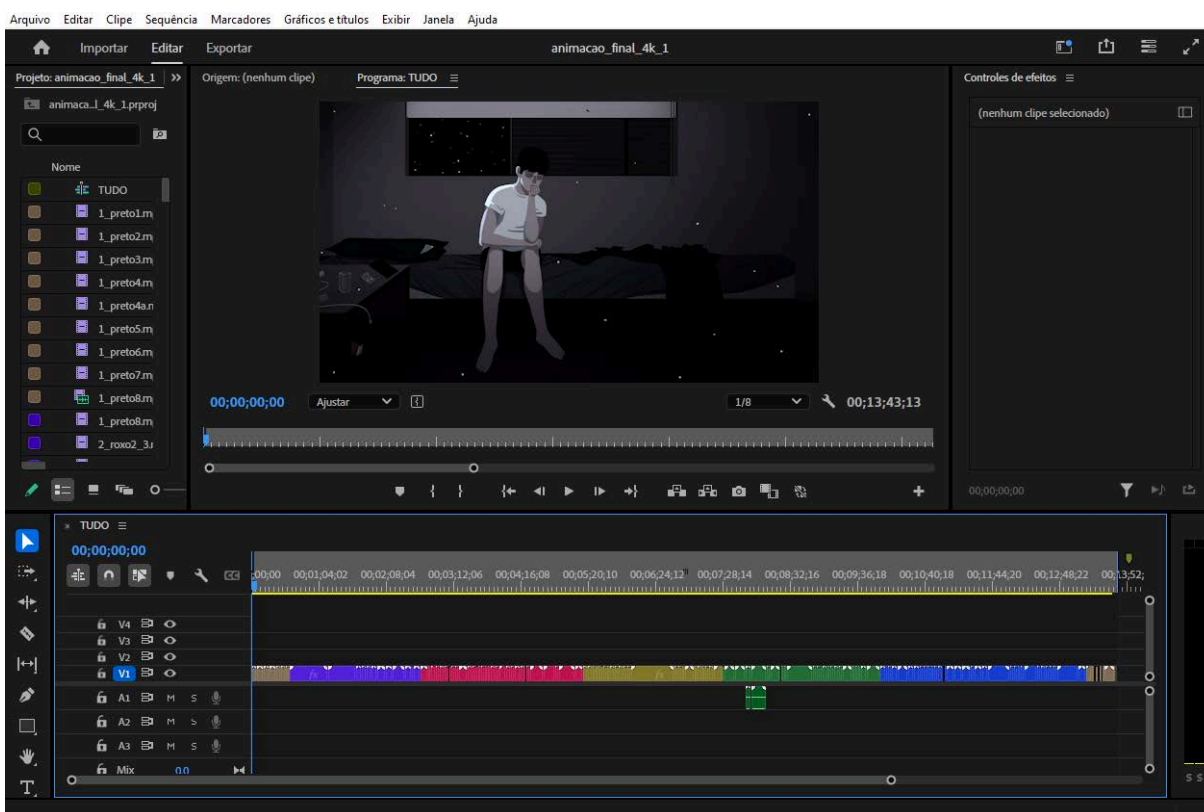 Arquivo Editar Clipe Sequência Marcadores Gráficos e títulos Exibir Janela Ajuda
Importar Editar Exportar animacao_final_4k_1
Projeto: animacao_final_4k_1 Origem: (nenhum clipe) Programa: TUDO Controles de efeitos
animaca...l_4k_1.prproj
(nenhum clipe selecionado)
Nome
TUDO
1_preto1.m
1_preto2.m
1_preto3.m
1_preto4.m
1_preto4a.n
1_preto5.m
1_preto6.m
1_preto7.m
1_preto8.m
1_preto8.m
2_roxo2_3.
00;00;00;00 Ajustar 1/8 00;13;43;13
00;00;00;00
TUDO
00;00;00;00
;00;00 00;01;04;02 00;02;08;04 00;03;12;06 00;04;16;08 00;05;20;10 00;06;24;12 00;07;28;14 00;08;32;16 00;09;36;18 00;10;40;18 00;11;44;20 00;12;48;22 00;13;52;
CC
V4
V3
V2
V1 fx fx
A1 M S
A2 M S
A3 M S
Mix 0,0
T
S S